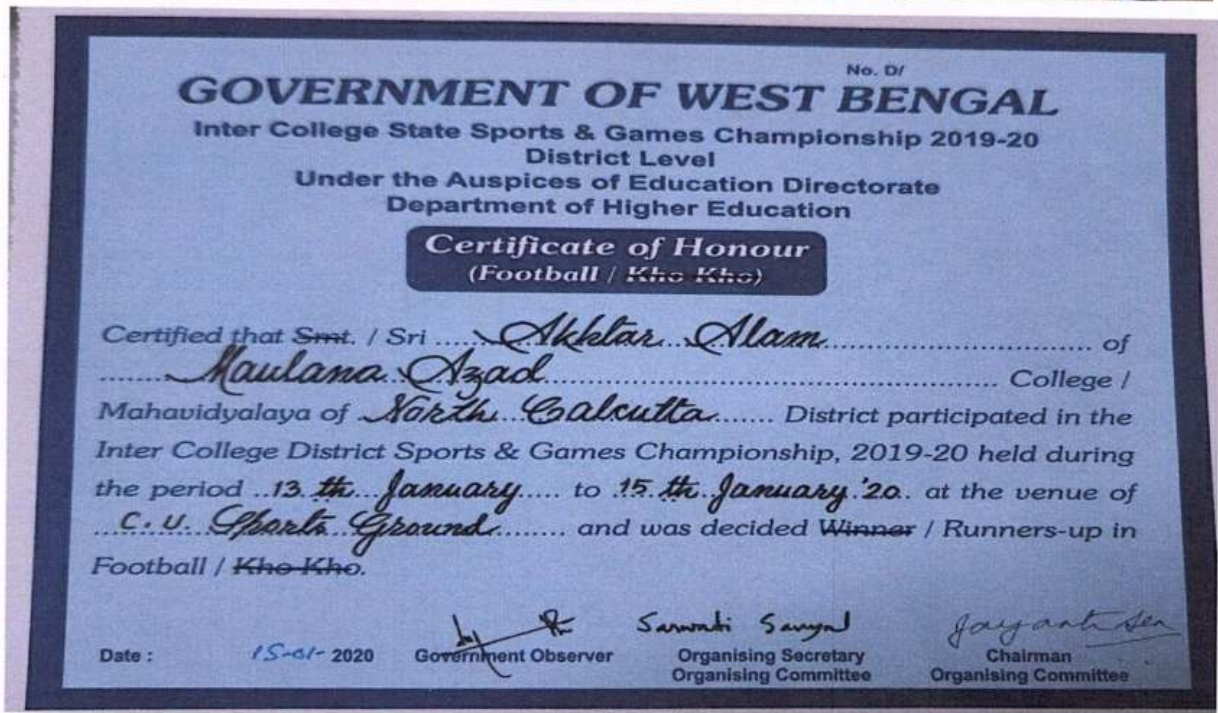 No. D/
GOVERNMENT OF WEST BENGAL
Inter College State Sports & Games Championship 2019-20
District Level
Under the Auspices of Education Directorate
Department of Higher Education
Certificate of Honour
(Football / Kho Kho)
Certified that Smt. / Sri ...... Akhtar Alam .................................... of
........ Maulana Azad ............................................................ College /
Mahavidyalaya of North Calcutta ....... District participated in the
Inter College District Sports & Games Championship, 2019-20 held during
the period ..13 th January..... to 15 th January '20.. at the venue of
...C. U. Sports Ground.......... and was decided Winner / Runners-up in
Football / Kho Kho.
Sanyal Jayanta Sen
Date : 15-01- 2020 Government Observer Organising Secretary Chairman
Organising Committee Organising Committee